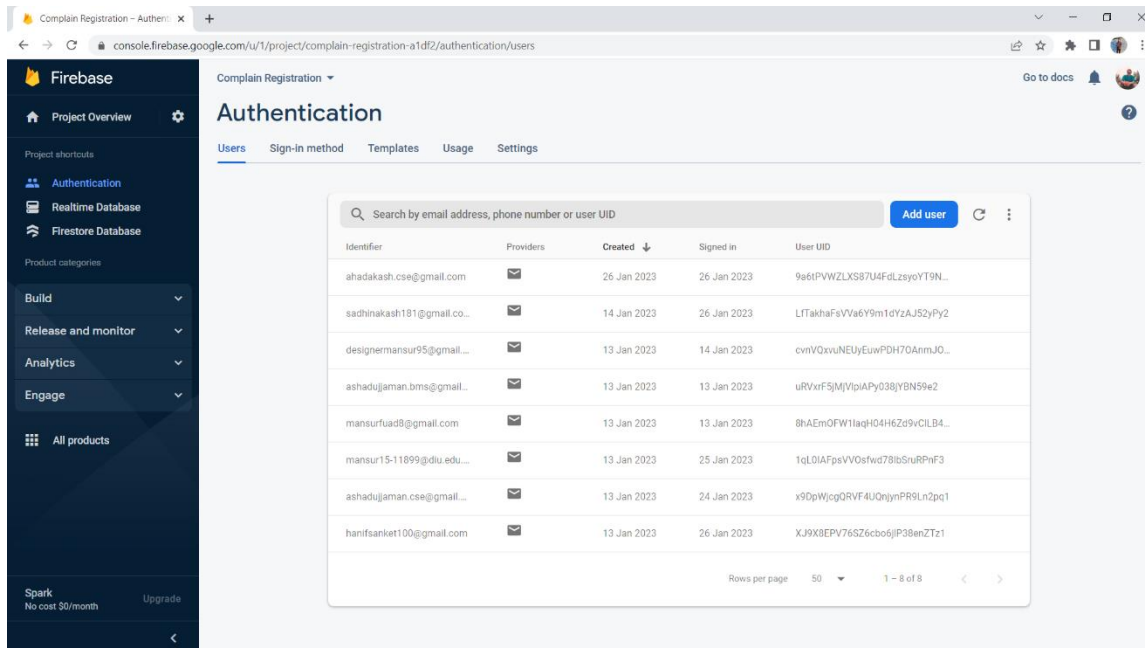 Complain Registration – Authenti
console.firebase.google.com/u/1/project/complain-registration-a1df2/authentication/users
Firebase
Complain Registration
Go to docs
Project Overview
Authentication
Users Sign-in method Templates Usage Settings
Project shortcuts
Authentication
Realtime Database
Firestore Database
Product categories
Build
Release and monitor
Analytics
Engage
All products
Spark
No cost $0/month
Upgrade
Search by email address, phone number or user UID
Add user
Identifier Providers Created Signed in User UID
ahadakash.cse@gmail.com 26 Jan 2023 26 Jan 2023 9a6tPVWZLXS87U4FdLzsyoYT9N...
sadhinakash181@gmail.co... 14 Jan 2023 26 Jan 2023 LfTakhaFsVVa6Y9m1dYzAJ52yPy2
designermansur95@gmail.... 13 Jan 2023 14 Jan 2023 cvnVQxvuNEUyEuwPDH7OAnmJO...
ashadujjaman.bms@gmail... 13 Jan 2023 13 Jan 2023
mansurfuad8@gmail.com 13 Jan 2023 13 Jan 2023
mansur15-11899@diu.edu.... 13 Jan 2023 25 Jan 2023
ashadujjaman.cse@gmail.... 13 Jan 2023 24 Jan 2023 x9DpWjcgQRVF4UQnjynPR9Ln2pq1
hanifsanket100@gmail.com 13 Jan 2023 26 Jan 2023
Rows per page 50 1 – 8 of 8